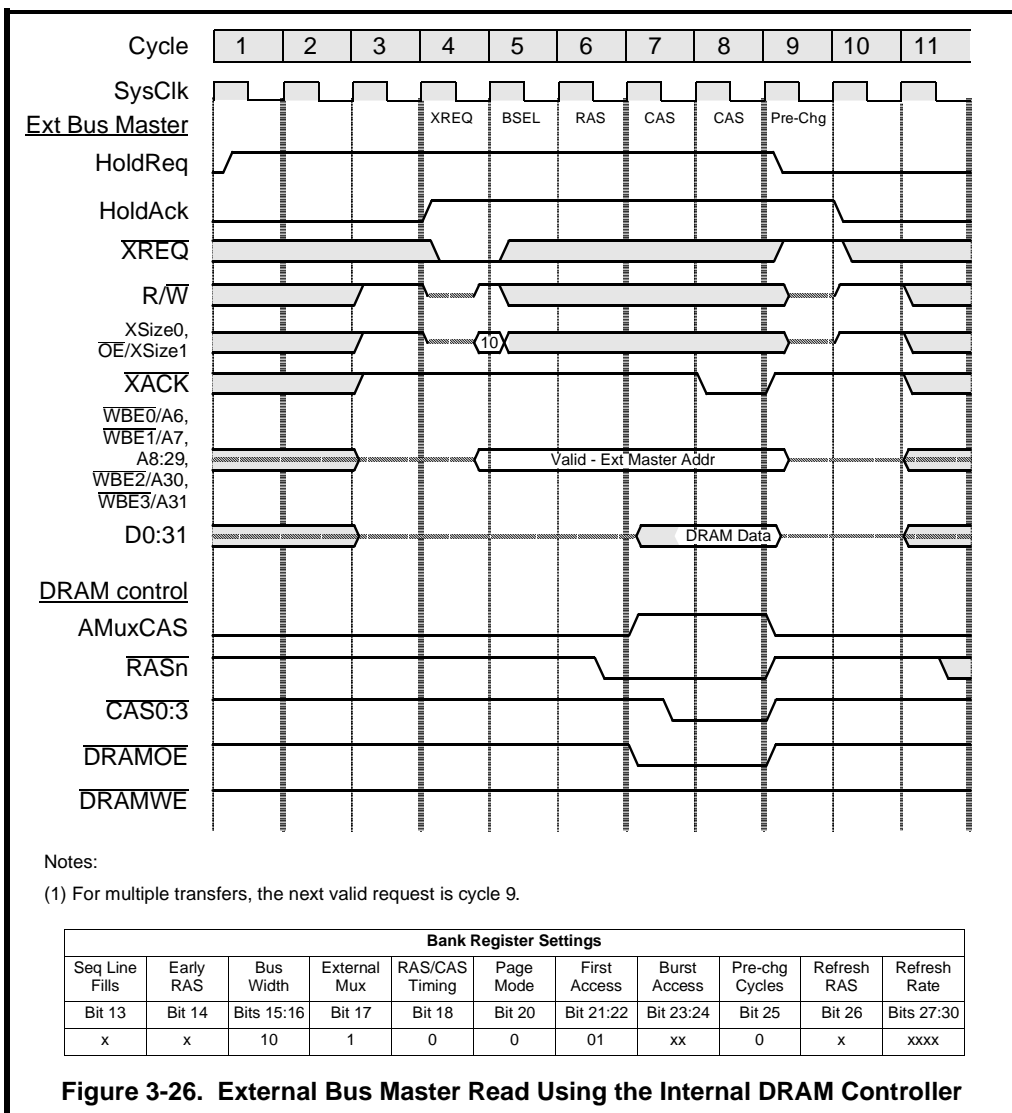 Cycle 1 2 3 4 5 6 7 8 9 10 11
SysClk
Ext Bus Master XREQ BSEL RAS CAS CAS Pre-Chg
HoldReq
HoldAck
XREQ
R/W
XSize0,
OE/XSize1 10
XACK
WBE0/A6,
WBE1/A7,
A8:29, Valid - Ext Master Addr
WBE2/A30,
WBE3/A31
D0:31 DRAM Data
DRAM control
AMuxCAS
RASn
CAS0:3
DRAMOE
DRAMWE
Notes:
(1) For multiple transfers, the next valid request is cycle 9.
Bank Register Settings
Seq Line Fills Early RAS Bus Width External Mux RAS/CAS Timing Page Mode First Access Burst Access Pre-chg Cycles Refresh RAS Refresh Rate
Bit 13 Bit 14 Bits 15:16 Bit 17 Bit 18 Bit 20 Bit 21:22 Bit 23:24 Bit 25 Bit 26 Bits 27:30
x x 10 1 0 0 01 xx 0 x xxxx
Figure 3-26. External Bus Master Read Using the Internal DRAM Controller